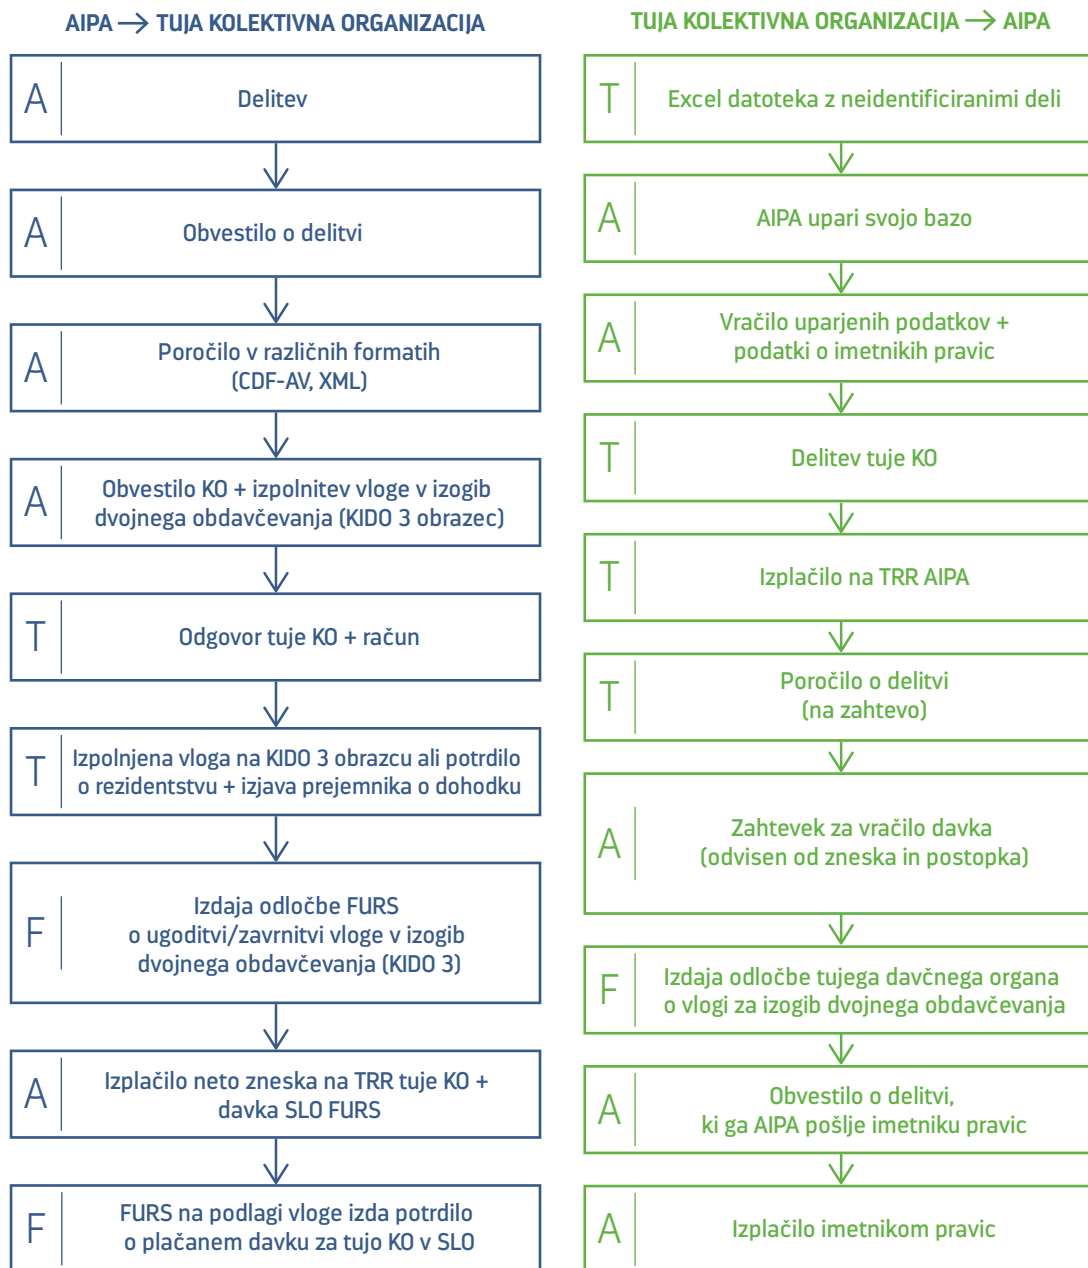 AIPA → TUJA KOLEKTIVNA ORGANIZACIJA
A
Delitev
A
Obvestilo o delitvi
A
Poročilo v različnih formatih
(CDF-AV, XML)
A
Obvestilo KO + izpolnitev vloge v izogib
dvojnega obdavčevanja (KIDO 3 obrazec)
T
Odgovor tuje KO + račun
T
Izpolnjena vloga na KIDO 3 obrazcu ali potrdilo
o rezidentstvu + izjava prejemnika o dohodku
F
Izdaja odločbe FURS
o ugoditvi/zavrnitvi vloge v izogib
dvojnega obdavčevanja (KIDO 3)
A
Izplačilo neto zneska na TRR tuje KO +
davka SLO FURS
F
FURS na podlagi vloge izda potrdilo
o plačanem davku za tujo KO v SLO
TUJA KOLEKTIVNA ORGANIZACIJA → AIPA
T
Excel datoteka z neidentificiranimi deli
A
AIPA upari svojo bazo
A
Vračilo uparjenih podatkov +
podatki o imetnikih pravic
T
Delitev tuje KO
T
Izplačilo na TRR AIPA
T
Poročilo o delitvi
(na zahtevo)
A
Zahtevek za vračilo davka
(odvisen od zneska in postopka)
F
Izdaja odločbe tujega davčnega organa
o vlogi za izogib dvojnega obdavčevanja
A
Obvestilo o delitvi,
ki ga AIPA pošlje imetniku pravic
A
Izplačilo imetnikom pravic